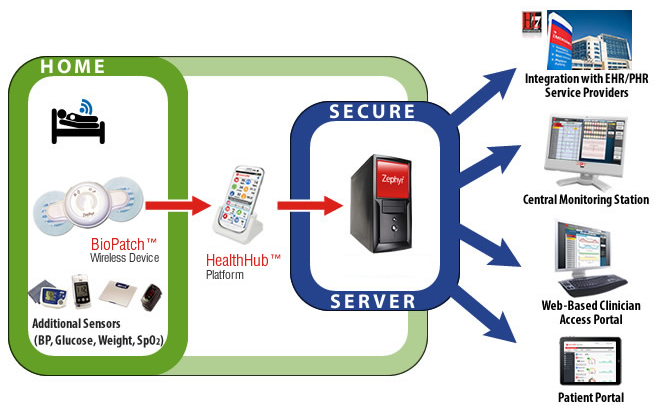 HOME
BioPatch™
Wireless Device
Additional Sensors
(BP, Glucose, Weight, SpO2)
HealthHub™
Platform
SECURE
Zephyr
SERVER
Integration with EHR/PHR
Service Providers
Central Monitoring Station
Web-Based Clinician
Access Portal
Patient Portal